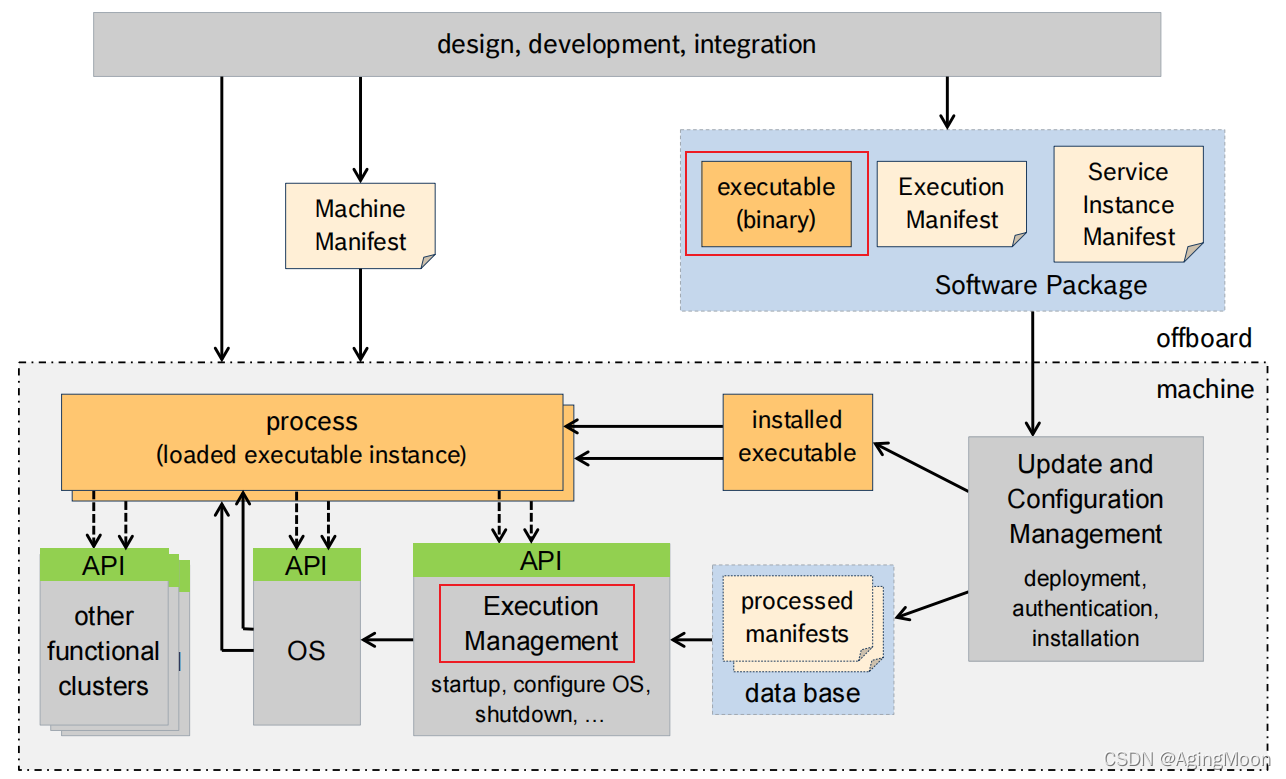 design, development, integration
Machine
Manifest
executable
(binary)
Execution
Manifest
Service
Instance
Manifest
Software Package
offboard
machine
process
(loaded executable instance)
installed
executable
Update and
Configuration
Management
deployment,
authentication,
installation
API
other
functional
clusters
API
OS
API
Execution
Management
startup, configure OS,
shutdown, ...
processed
manifests
data base
CSDN @AgingMoon